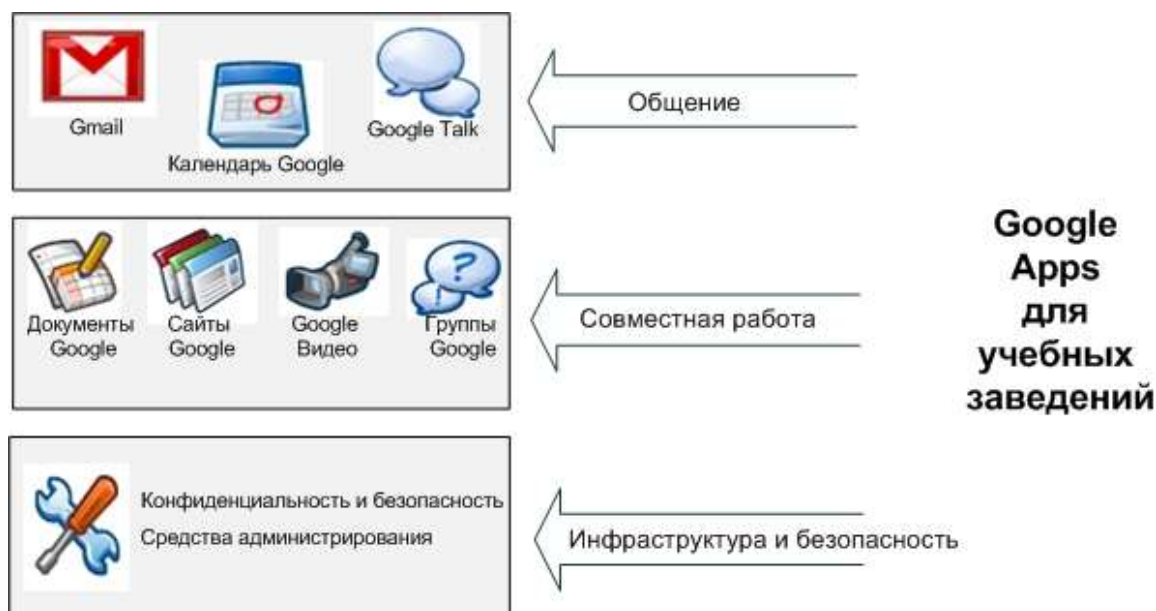 Gmail
Календарь Google
Google Talk
Общение
Документы
Google
Сайты
Google
Google
Видео
Группы
Google
Совместная работа
Конфиденциальность и безопасность
Средства администрирования
Инфраструктура и безопасность
Google
Apps
для
учебных
заведений